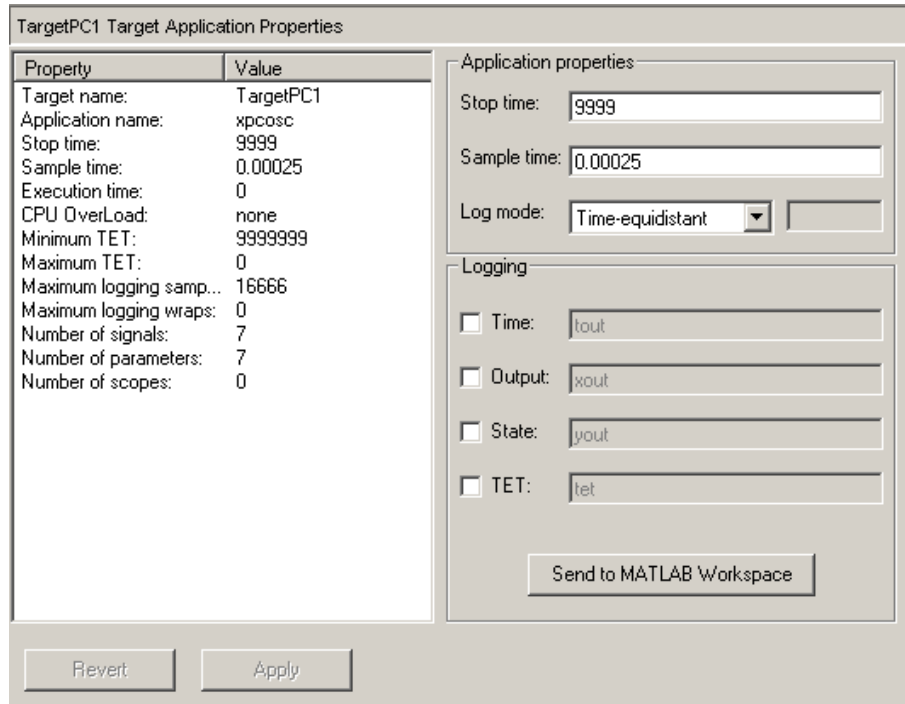 TargetPC1 Target Application Properties
Property Value
Target name: TargetPC1
Application name: xpcosc
Stop time: 9999
Sample time: 0.00025
Execution time: 0
CPU OverLoad: none
Minimum TET: 9999999
Maximum TET: 0
Maximum logging samp... 16666
Maximum logging wraps: 0
Number of signals: 7
Number of parameters: 7
Number of scopes: 0
Application properties
Stop time: 9999
Sample time: 0.00025
Log mode: Time-equidistant
Logging
Time: tout
Output: xout
State: yout
TET: tet
Send to MATLAB Workspace
Revert Apply